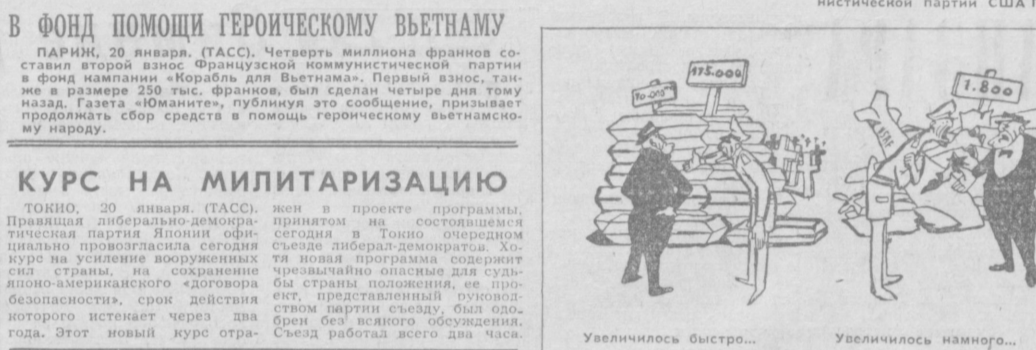 нистической партии США Г
В ФОНД ПОМОЩИ ГЕРОИЧЕСКОМУ ВЬЕТНАМУ
ПАРИЖ, 20 января. (ТАСС). Четверть миллиона франков со-
ставил второй взнос Французской коммунистической партии
в фонд кампании «Корабль для Вьетнама». Первый взнос, так-
же в размере 250 тыс. франков, был сделан четыре дня тому
назад. Газета «Юманите», публикуя это сообщение, призывает
продолжать сбор средств в помощь героическому вьетнамско-
му народу.
КУРС НА МИЛИТАРИЗАЦИЮ
ТОКИО, 20 января. (ТАСС).
Правящая либерально-демокра-
тическая партия Японии офи-
циально провозгласила сегодня
курс на усиление вооруженных
сил страны, на сохранение
японо-американского «договора
безопасности», срок действия
которого истекает через два
года. Этот новый курс отра-
жен в проекте программы,
принятом на состоявшемся
сегодня в Токио очередном
съезде либерал-демократов. Хо-
тя новая программа содержит
чрезвычайно опасные для судь-
бы страны положения, ее про-
ект, представленный руковод-
ством партии съезду, был одо-
брен без всякого обсуждения.
Съезд работал всего два часа.
175.000
1.800
Увеличилось быстро...
Увеличилось намного...